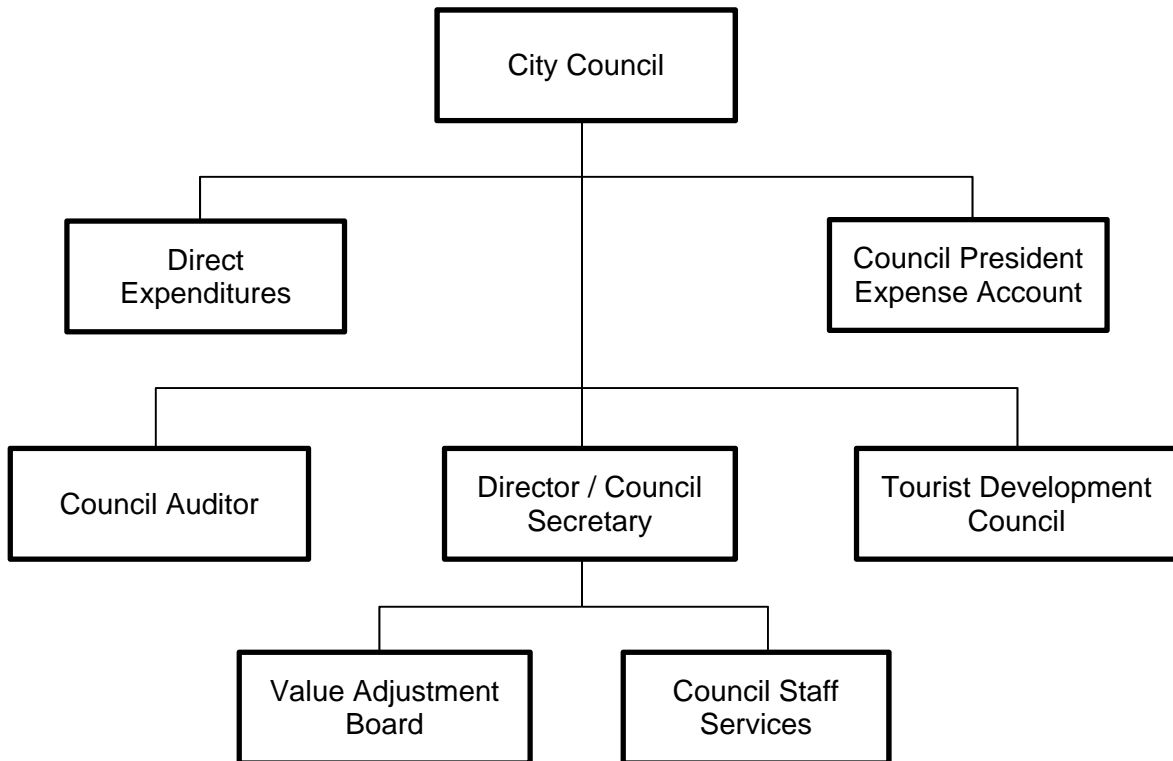 City Council
Direct
Expenditures
Council President
Expense Account
Council Auditor
Director / Council
Secretary
Tourist Development
Council
Value Adjustment
Board
Council Staff
Services